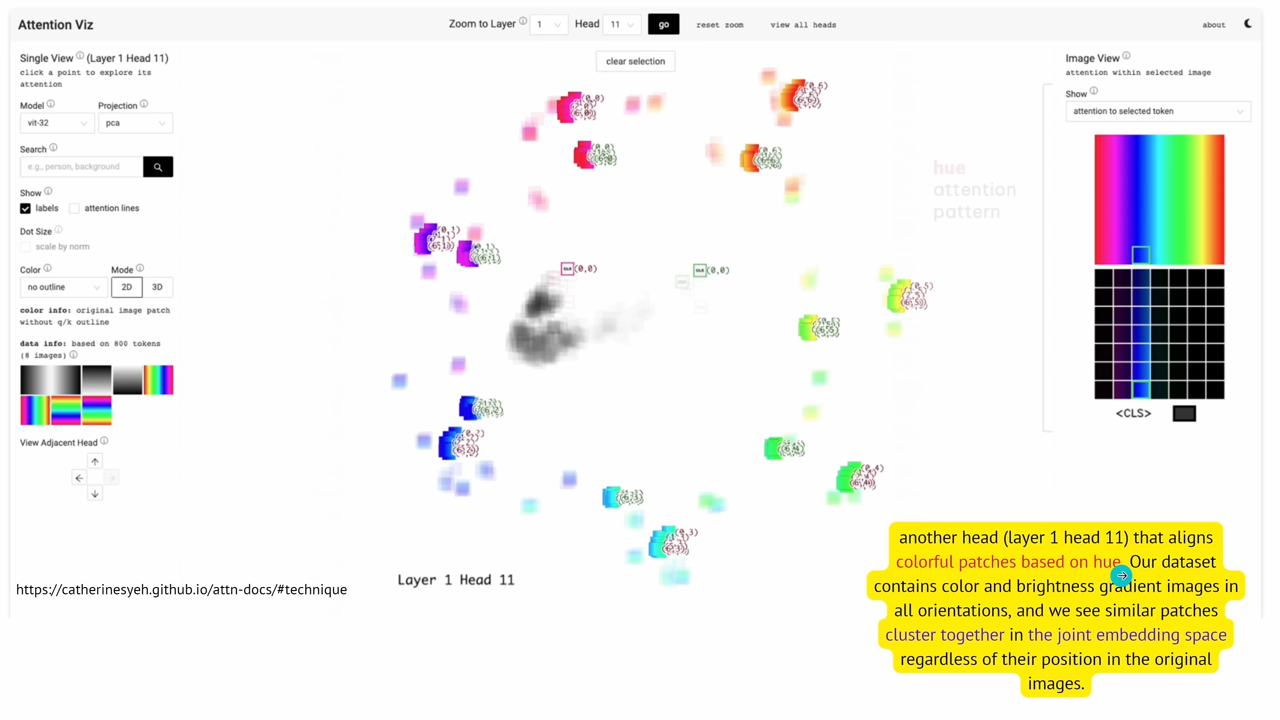 Attention Viz
Zoom to Layer
1
Head
11
go
reset zoom
view all heads
about
Single View (Layer 1 Head 11)
click a point to explore its
attention
Model
Projection
vit-32
pca
Search
e.g., person, background
Show
labels
attention lines
Dot Size
scale by norm
Color
Mode
no outline
2D
3D
color info: original image patch
without q/k outline
data info: based on 800 tokens
(8 images)
View Adjacent Head
clear selection
(0,0)
(0,0)
(0,0)
(0,0)
Layer 1 Head 11
hue
attention
pattern
Image View
attention within selected image
Show
attention to selected token
<CLS>
https://catherinesyeh.github.io/attn-docs/#technique
another head (layer 1 head 11) that aligns
colorful patches based on hue. Our dataset
contains color and brightness gradient images in
all orientations, and we see similar patches
cluster together in the joint embedding space
regardless of their position in the original
images.